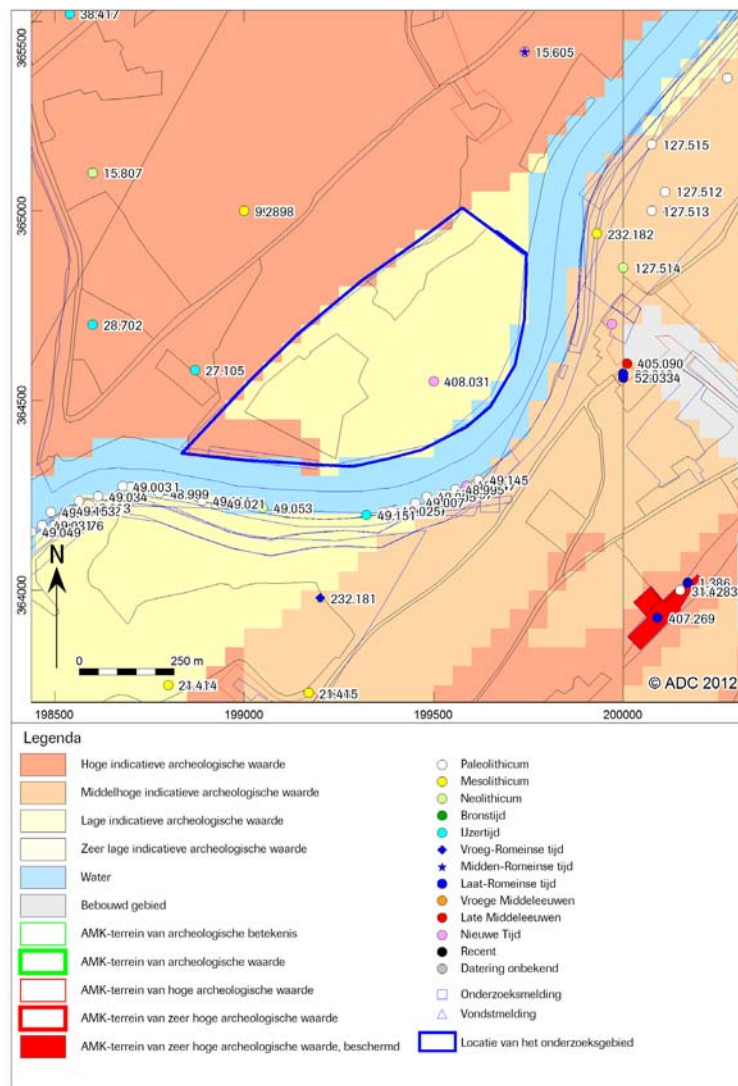 38.417
365500
15.605
127.515
15.807
127.512
365000
127.513
232.182
127.514
28.702
27.105
405.090
408.031
52.0334
364500
49.145
49.003
48.999
48.995
49.034
49.021
49.053
49.007
49.151
49.049
N
364000
1.386
31.4283
232.181
407.269
0
250 m
21.414
21.415
© ADC 2012
198500
199000
199500
200000
Legenda
Hoge indicatieve archeologische waarde
Middelhoge indicatieve archeologische waarde
Lage indicatieve archeologische waarde
Zeer lage indicatieve archeologische waarde
Water
Bebouwd gebied
AMK-terrein van archeologische betekenis
AMK-terrein van archeologische waarde
AMK-terrein van hoge archeologische waarde
AMK-terrein van zeer hoge archeologische waarde
AMK-terrein van zeer hoge archeologische waarde, beschermd
Paleolithicum
Mesolithicum
Neolithicum
Bronstijd
IJzertijd
Vroeg-Romeinse tijd
Midden-Romeinse tijd
Laat-Romeinse tijd
Vroege Middeleeuwen
Late Middeleeuwen
Nieuwe Tijd
Recent
Datering onbekend
Onderzoeksmelding
Vondstmelding
Locatie van het onderzoeksgebied